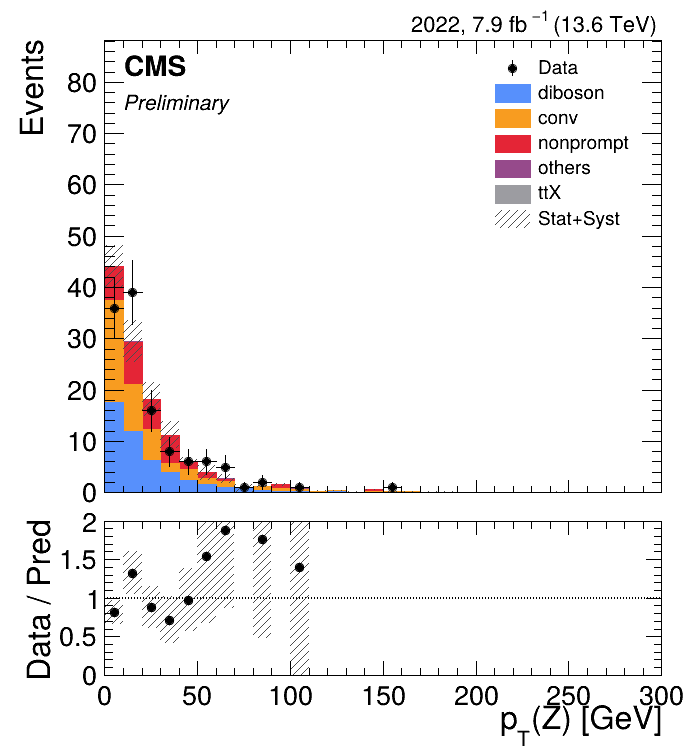 2022, 7.9 fb⁻¹ (13.6 TeV)
CMS
Preliminary
Events
80
70
60
50
40
30
20
10
0
Data
diboson
conv
nonprompt
others
ttX
Stat+Syst
Data / Pred
2
1.5
1
0.5
0
0 50 100 150 200 250 300
p_T(Z) [GeV]